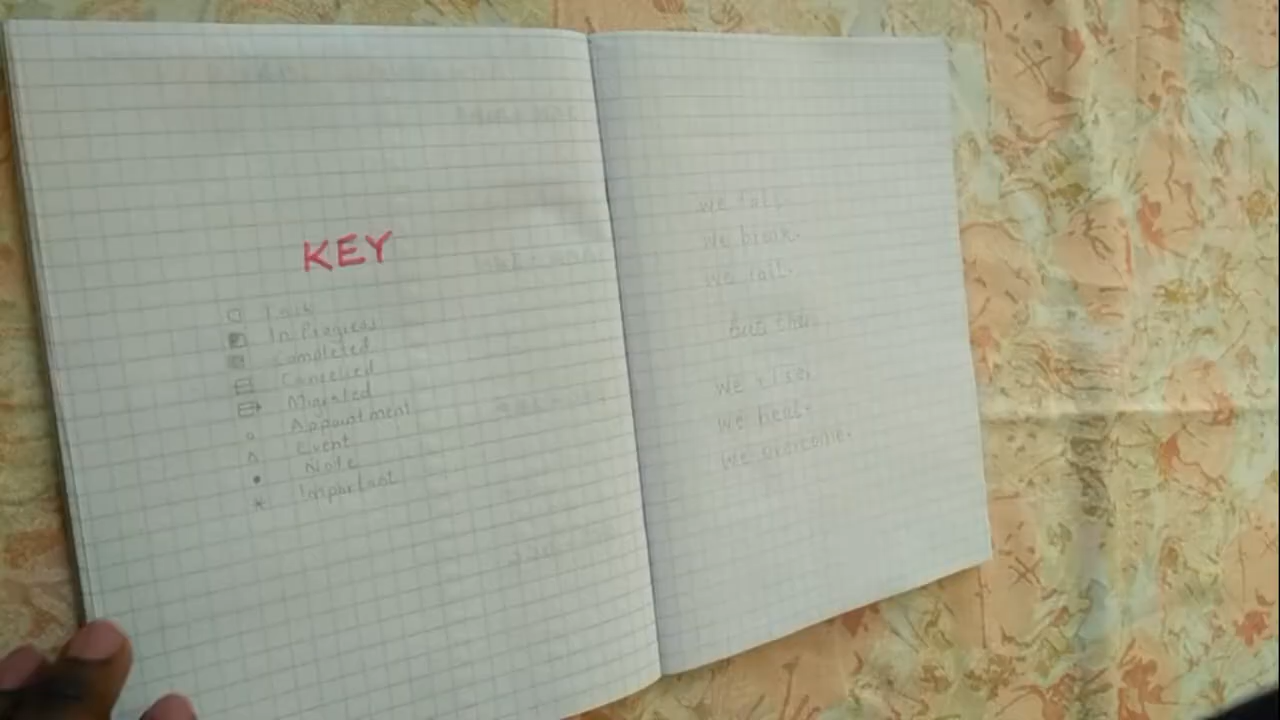 KEY
Task
In Progress
Completed
Cancelled
Migrated
Appointment
Event
Note
Important
we fall.
we break.
we fall.
But then
we rise.
we heal.
we overcome.